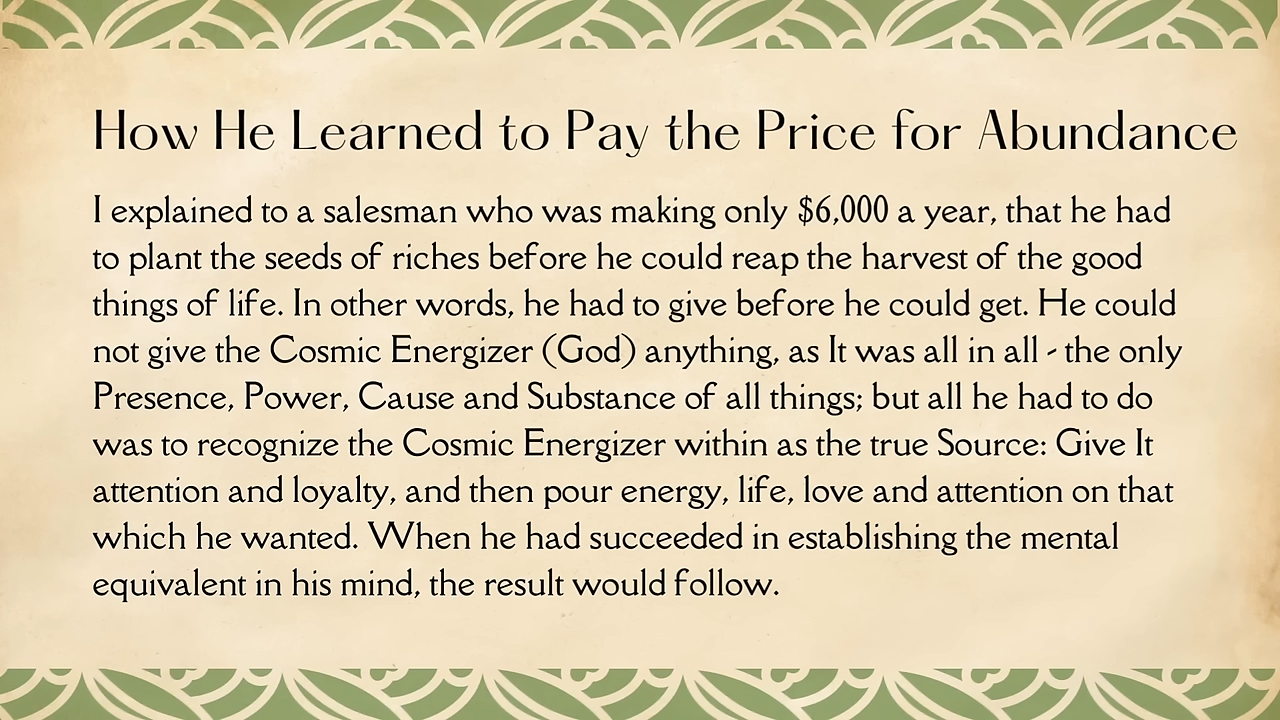 How He Learned to Pay the Price for Abundance
I explained to a salesman who was making only $6,000 a year, that he had
to plant the seeds of riches before he could reap the harvest of the good
things of life. In other words, he had to give before he could get. He could
not give the Cosmic Energizer (God) anything, as It was all in all - the only
Presence, Power, Cause and Substance of all things; but all he had to do
was to recognize the Cosmic Energizer within as the true Source: Give It
attention and loyalty, and then pour energy, life, love and attention on that
which he wanted. When he had succeeded in establishing the mental
equivalent in his mind, the result would follow.